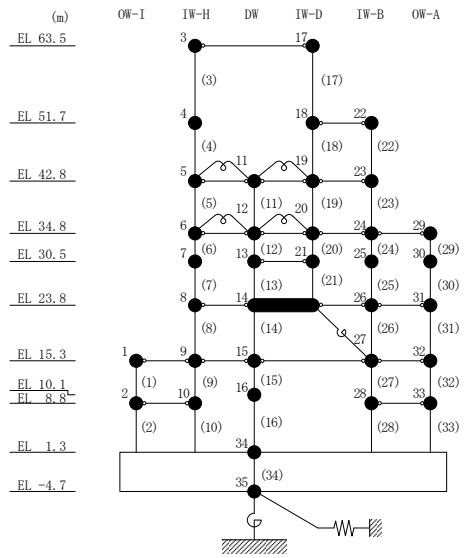 (m) OW-I IW-H DW IW-D IW-B OW-A
EL 63.5 3 17
(3) (17)
EL 51.7 4 18 22
(4) (18) (22)
11 19
EL 42.8 5 23
(5) (11) (19) (23)
12 20
EL 34.8 6 24 29
(6) (12) (20) (24) (29)
EL 30.5 7 13 21 25 30
(7) (13) (21) (25) (30)
EL 23.8 8 14 26 31
(8) (14) (26) (31)
27
EL 15.3 1 9 15 32
(1) (9) (15) (27) (32)
EL 10.1 16
EL 8.8 2 10 28 33
(2) (10) (16) (28) (33)
EL 1.3 34
(34)
EL -4.7 35